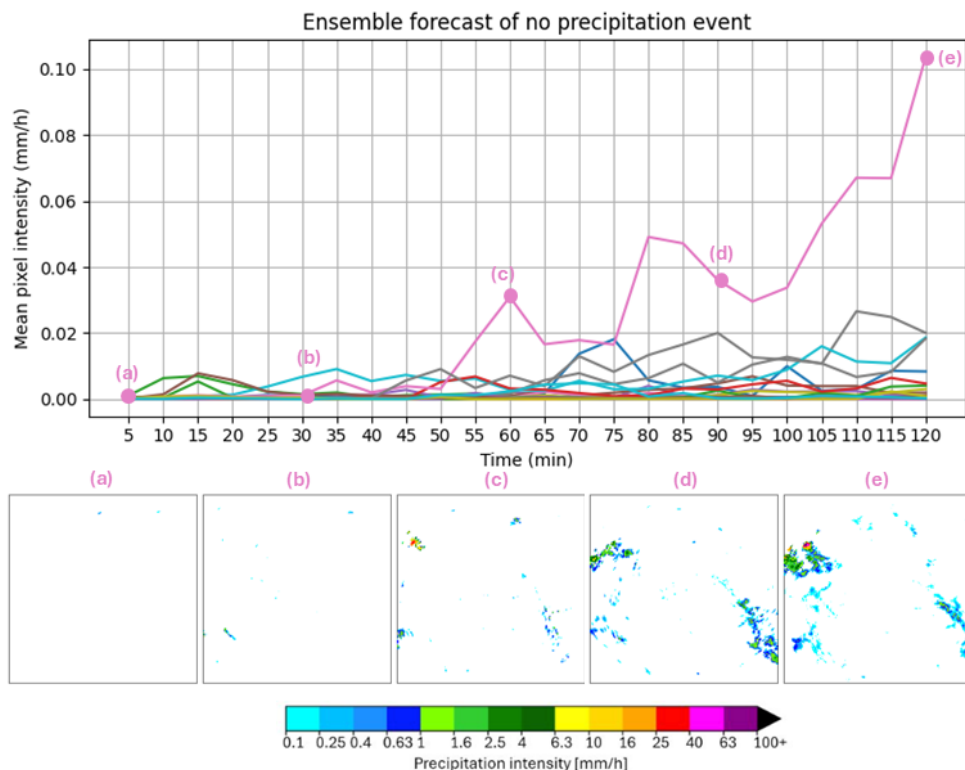 Ensemble forecast of no precipitation event
0.10
0.08
0.06
0.04
0.02
0.00
Mean pixel intensity (mm/h)
(a)
(b)
(c)
(d)
(e)
5 10 15 20 25 30 35 40 45 50 55 60 65 70 75 80 85 90 95 100 105 110 115 120
Time (min)
(a) (b) (c) (d) (e)
0.1 0.25 0.4 0.63 1 1.6 2.5 4 6.3 10 16 25 40 63 100+
Precipitation intensity [mm/h]